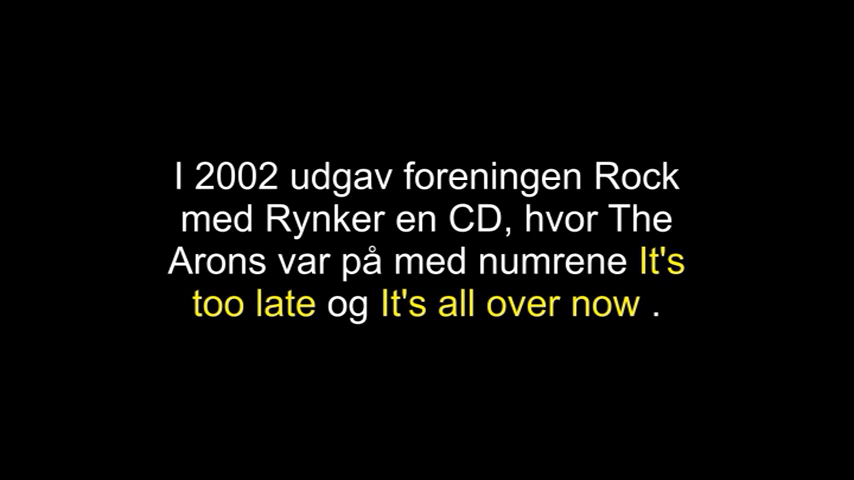 I 2002 udgav foreningen Rock
med Rynker en CD, hvor The
Arons var på med numrene It's
too late og It's all over now .